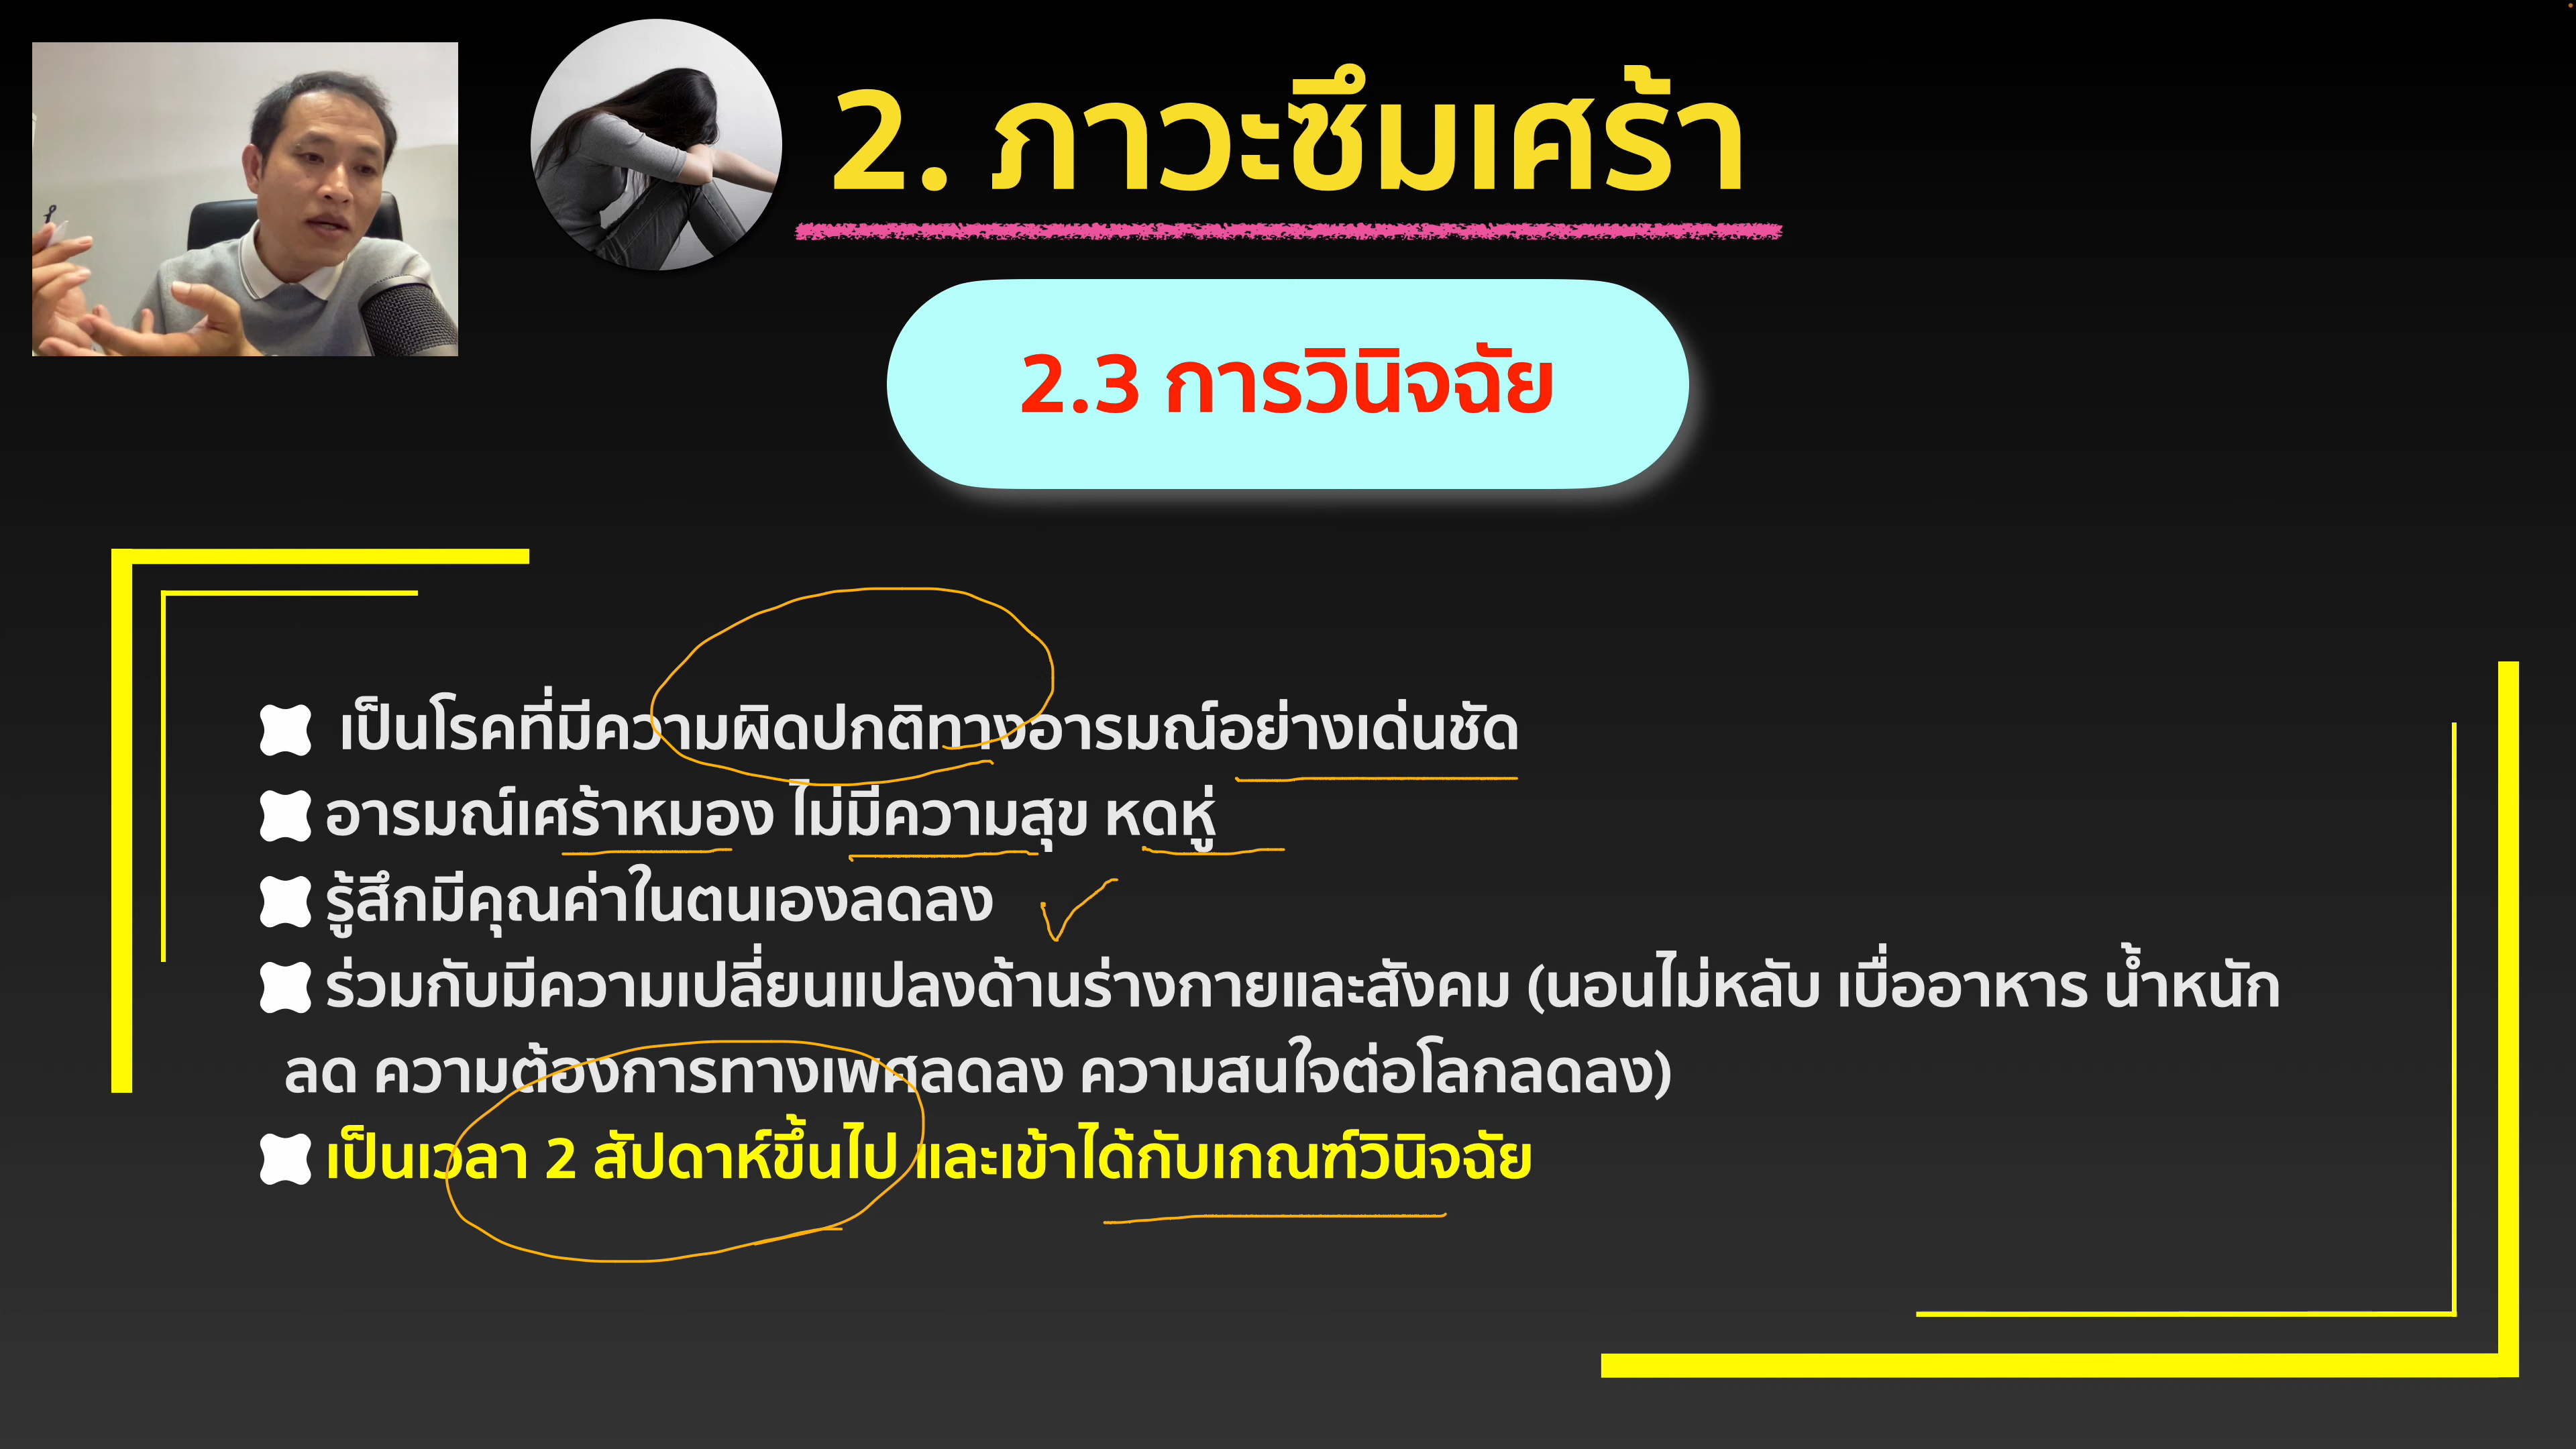 2. ภาวะซึมเศร้า
2.3 การวินิจฉัย
เป็นโรคที่มีความผิดปกติทางอารมณ์อย่างเด่นชัด
อารมณ์เศร้าหมอง ไม่มีความสุข หดหู่
รู้สึกมีคุณค่าในตนเองลดลง
ร่วมกับมีความเปลี่ยนแปลงด้านร่างกายและสังคม (นอนไม่หลับ เบื่ออาหาร น้ำหนัก
ลด ความต้องการทางเพศลดลง ความสนใจต่อโลกลดลง)
เป็นเวลา 2 สัปดาห์ขึ้นไป และเข้าได้กับเกณฑ์วินิจฉัย